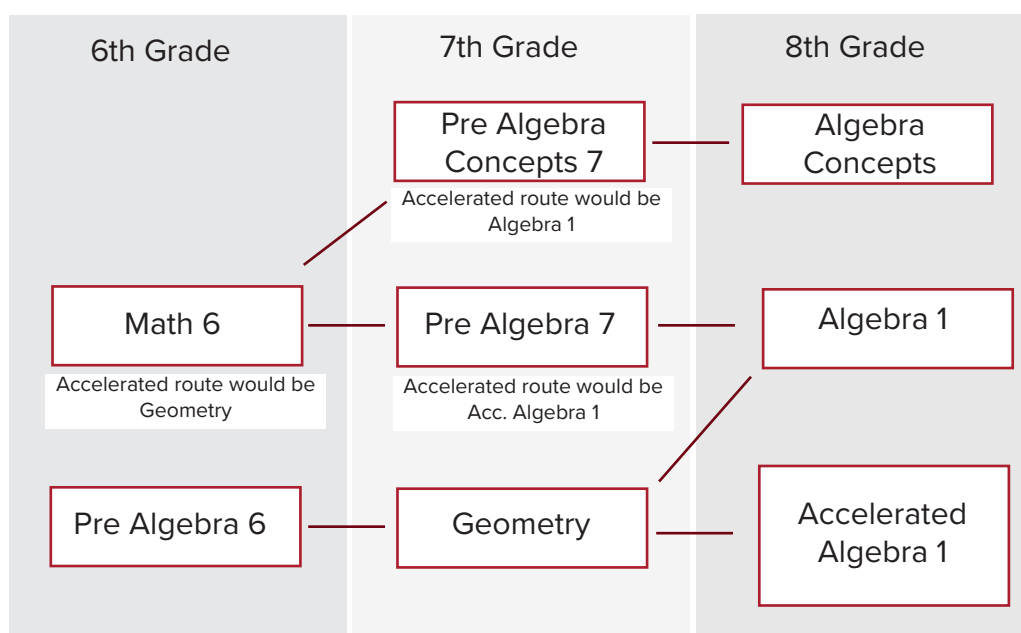 6th Grade
7th Grade
8th Grade
Pre Algebra
Concepts 7
Accelerated route would be
Algebra 1
Algebra
Concepts
Math 6
Accelerated route would be
Geometry
Pre Algebra 7
Accelerated route would be
Acc. Algebra 1
Algebra 1
Pre Algebra 6
Geometry
Accelerated
Algebra 1